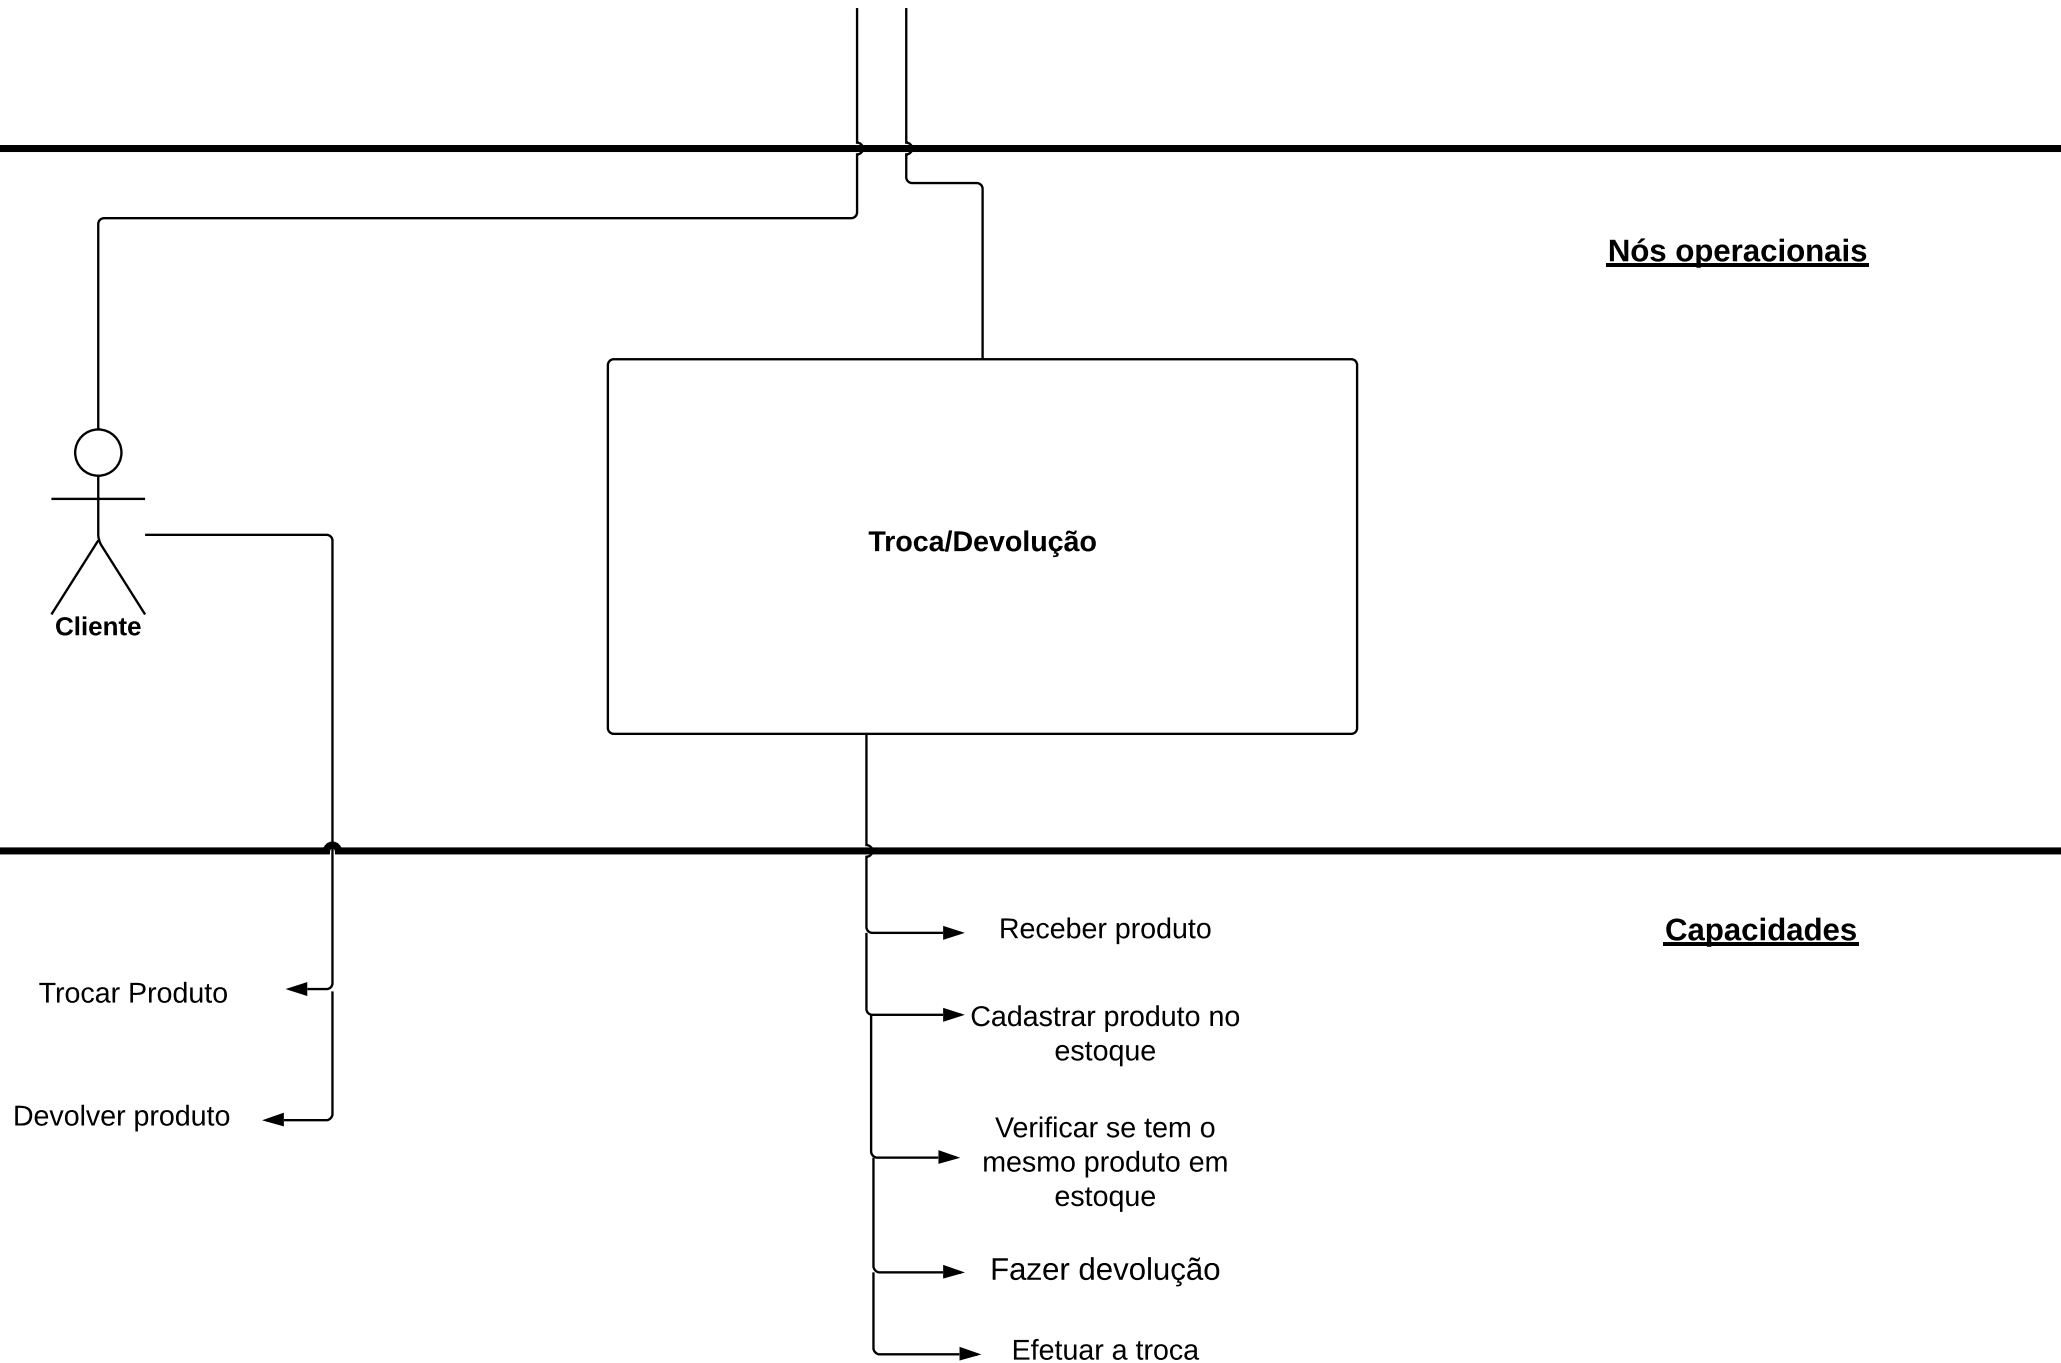 Nós operacionais
Troca/Devolução
Cliente
Capacidades
Trocar Produto
Devolver produto
Receber produto
Cadastrar produto no
estoque
Verificar se tem o
mesmo produto em
estoque
Fazer devolução
Efetuar a troca